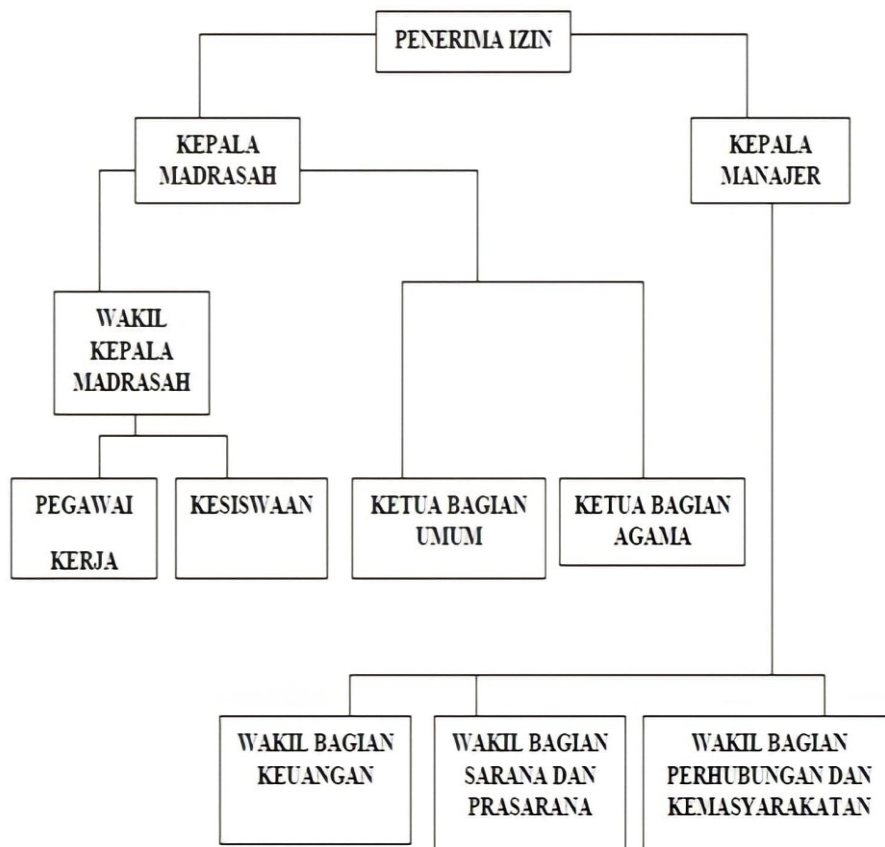 PENERIMA IZIN
KEPALA
MADRASAH
KEPALA
MANAJER
WAKIL
KEPALA
MADRASAH
PEGAWAI
KERJA
KESISWAAN
KETUA BAGIAN
UMUM
KETUA BAGIAN
AGAMA
WAKIL BAGIAN
KEUANGAN
WAKIL BAGIAN
SARANA DAN
PRASARANA
WAKIL BAGIAN
PERHUBUNGAN DAN
KEMASYARAKATAN